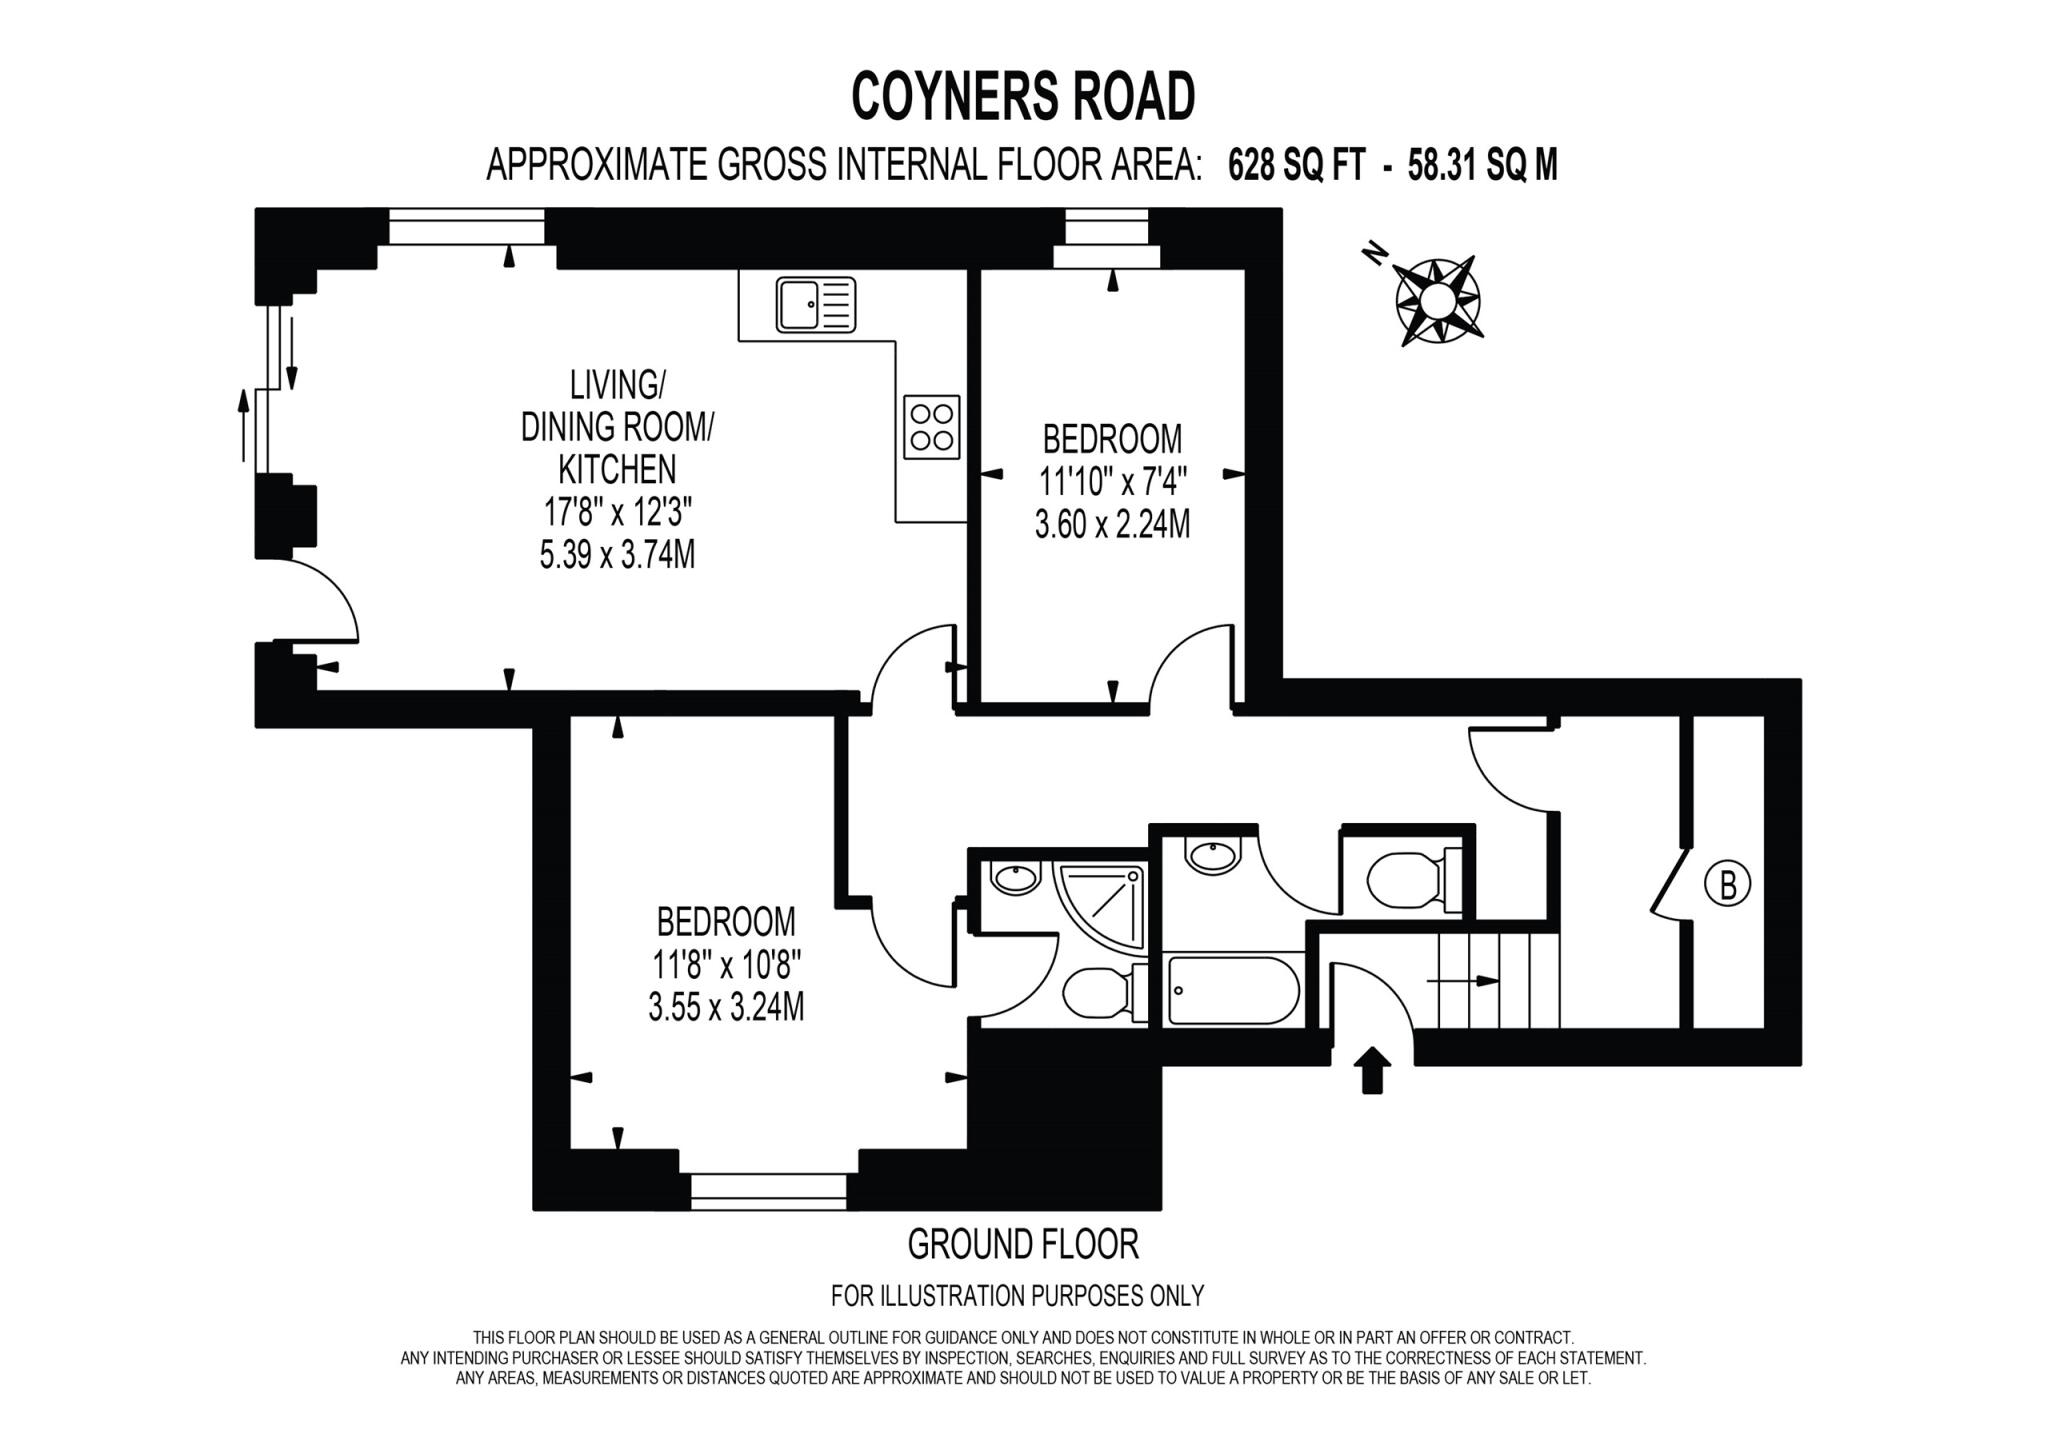 COYNERS ROAD
APPROXIMATE GROSS INTERNAL FLOOR AREA: 628 SQ FT - 58.31 SQ M
N
LIVING/
DINING ROOM/
KITCHEN
17'8" x 12'3"
5.39 x 3.74M
BEDROOM
11'10" x 7'4"
3.60 x 2.24M
B
BEDROOM
11'8" x 10'8"
3.55 x 3.24M
GROUND FLOOR
FOR ILLUSTRATION PURPOSES ONLY
THIS FLOOR PLAN SHOULD BE USED AS A GENERAL OUTLINE FOR GUIDANCE ONLY AND DOES NOT CONSTITUTE IN WHOLE OR IN PART AN OFFER OR CONTRACT.
ANY INTENDING PURCHASER OR LESSEE SHOULD SATISFY THEMSELVES BY INSPECTION, SEARCHES, ENQUIRIES AND FULL SURVEY AS TO THE CORRECTNESS OF EACH STATEMENT.
ANY AREAS, MEASUREMENTS OR DISTANCES QUOTED ARE APPROXIMATE AND SHOULD NOT BE USED TO VALUE A PROPERTY OR BE THE BASIS OF ANY SALE OR LET.